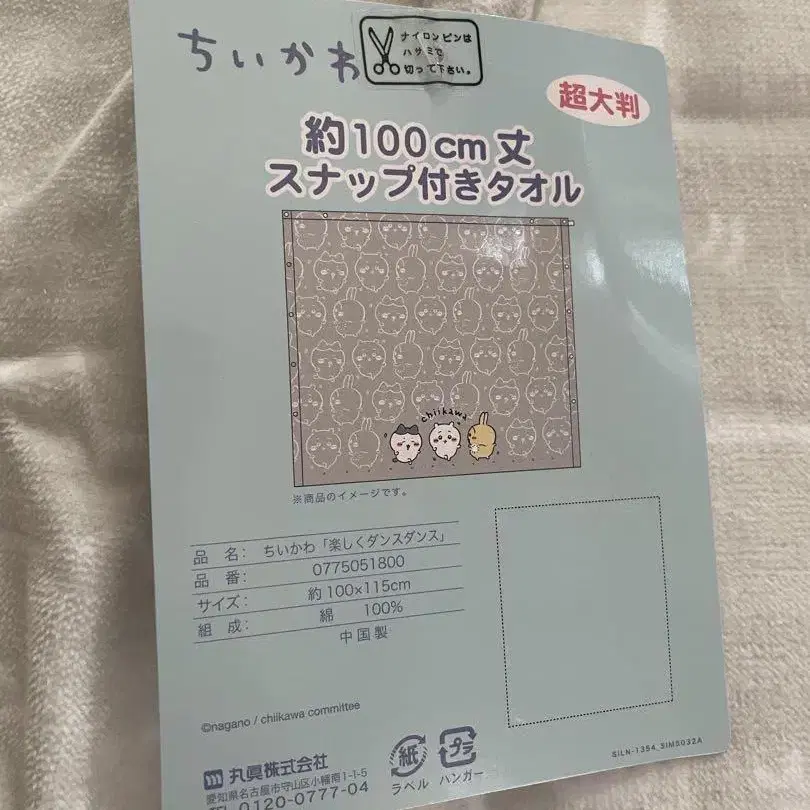 ちいかわ
ナイロンピンは
ハサミで
切って下さい。
超大判
約100cm丈
スナップ付きタオル
chiikawa
※商品のイメージです。
品 名: ちいかわ「楽しくダンスダンス」
品 番: 0775051800
サイズ: 約100×115cm
組 成: 綿 100%
中国製
©nagano / chiikawa committee
丸眞株式会社
愛知県名古屋市守山区小幡南1-1-5
TEL 0120-0777-04
紙
ラベル
プラ
ハンガー
SILN-1354_SIMS032A